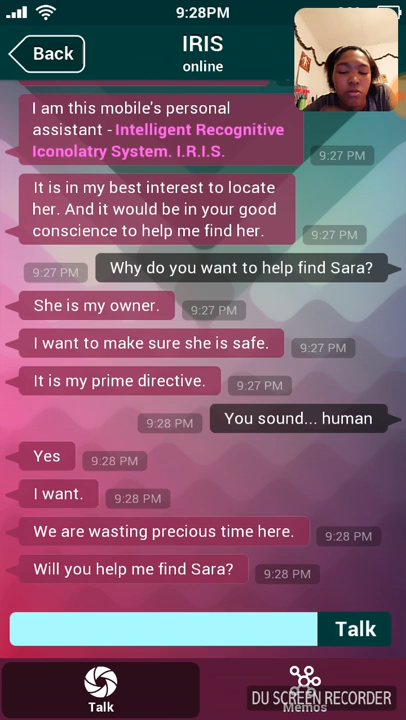 9:28PM
Back
IRIS
online
I am this mobile's personal
assistant - Intelligent Recognitive
Iconolatry System. I.R.I.S.
9:27 PM
It is in my best interest to locate
her. And it would be in your good
conscience to help me find her.
9:27 PM
9:27 PM
Why do you want to help find Sara?
She is my owner.
9:27 PM
I want to make sure she is safe.
9:27 PM
It is my prime directive.
9:27 PM
9:28 PM
You sound... human
Yes
9:28 PM
I want.
9:28 PM
We are wasting precious time here.
9:28 PM
Will you help me find Sara?
9:28 PM
Talk
Talk
Memos
DU SCREEN RECORDER